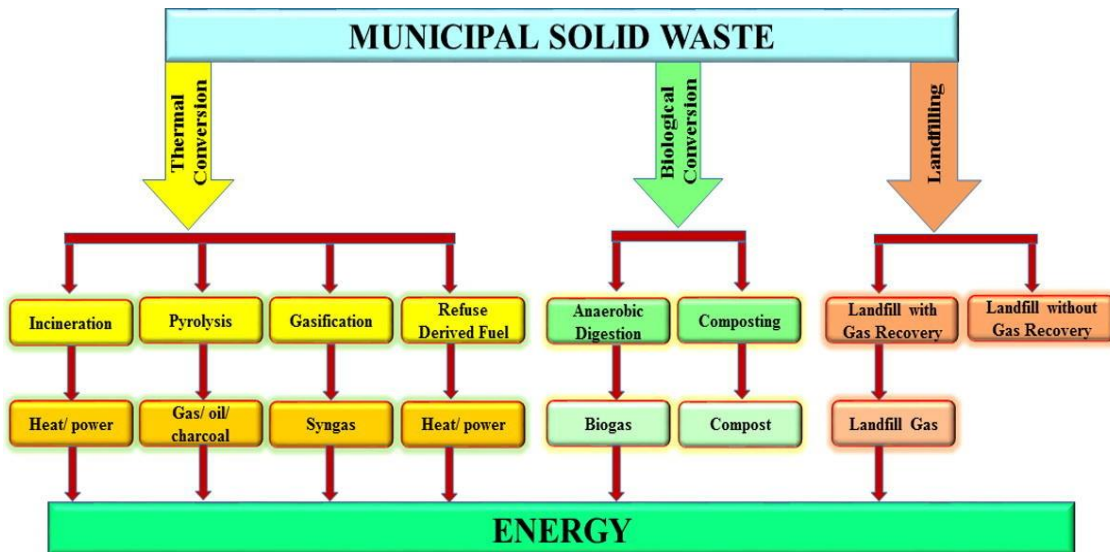 MUNICIPAL SOLID WASTE
Thermal
Conversion
Biological
Conversion
Landfilling
Incineration
Pyrolysis
Gasification
Refuse
Derived Fuel
Anaerobic
Digestion
Composting
Landfill with
Gas Recovery
Landfill without
Gas Recovery
Heat/ power
Gas/ oil/
charcoal
Syngas
Heat/ power
Biogas
Compost
Landfill Gas
ENERGY